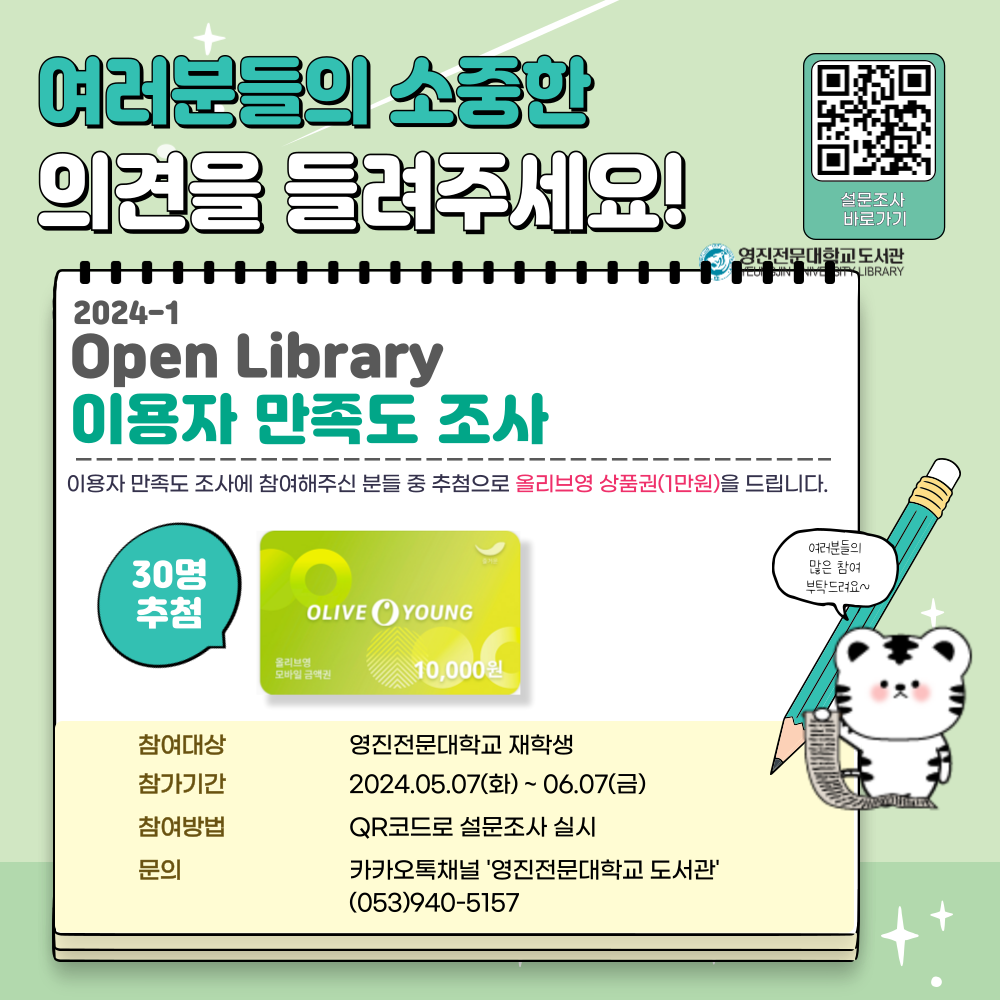 여러분들의 소중한
의견을 들려주세요!
설문조사
바로가기
영진전문대학교 도서관
YEUNGJIN UNIVERSITY LIBRARY
2024-1
Open Library
이용자 만족도 조사
이용자 만족도 조사에 참여해주신 분들 중 추첨으로 올리브영 상품권(1만원)을 드립니다.
30명
추첨
OLIVE YOUNG
올리브영
모바일 금액권
10,000원
여러분들의
많은 참여
부탁드려요~
참여대상 영진전문대학교 재학생
참가기간 2024.05.07(화) ~ 06.07(금)
참여방법 QR코드로 설문조사 실시
문의 카카오톡채널 '영진전문대학교 도서관'
(053)940-5157